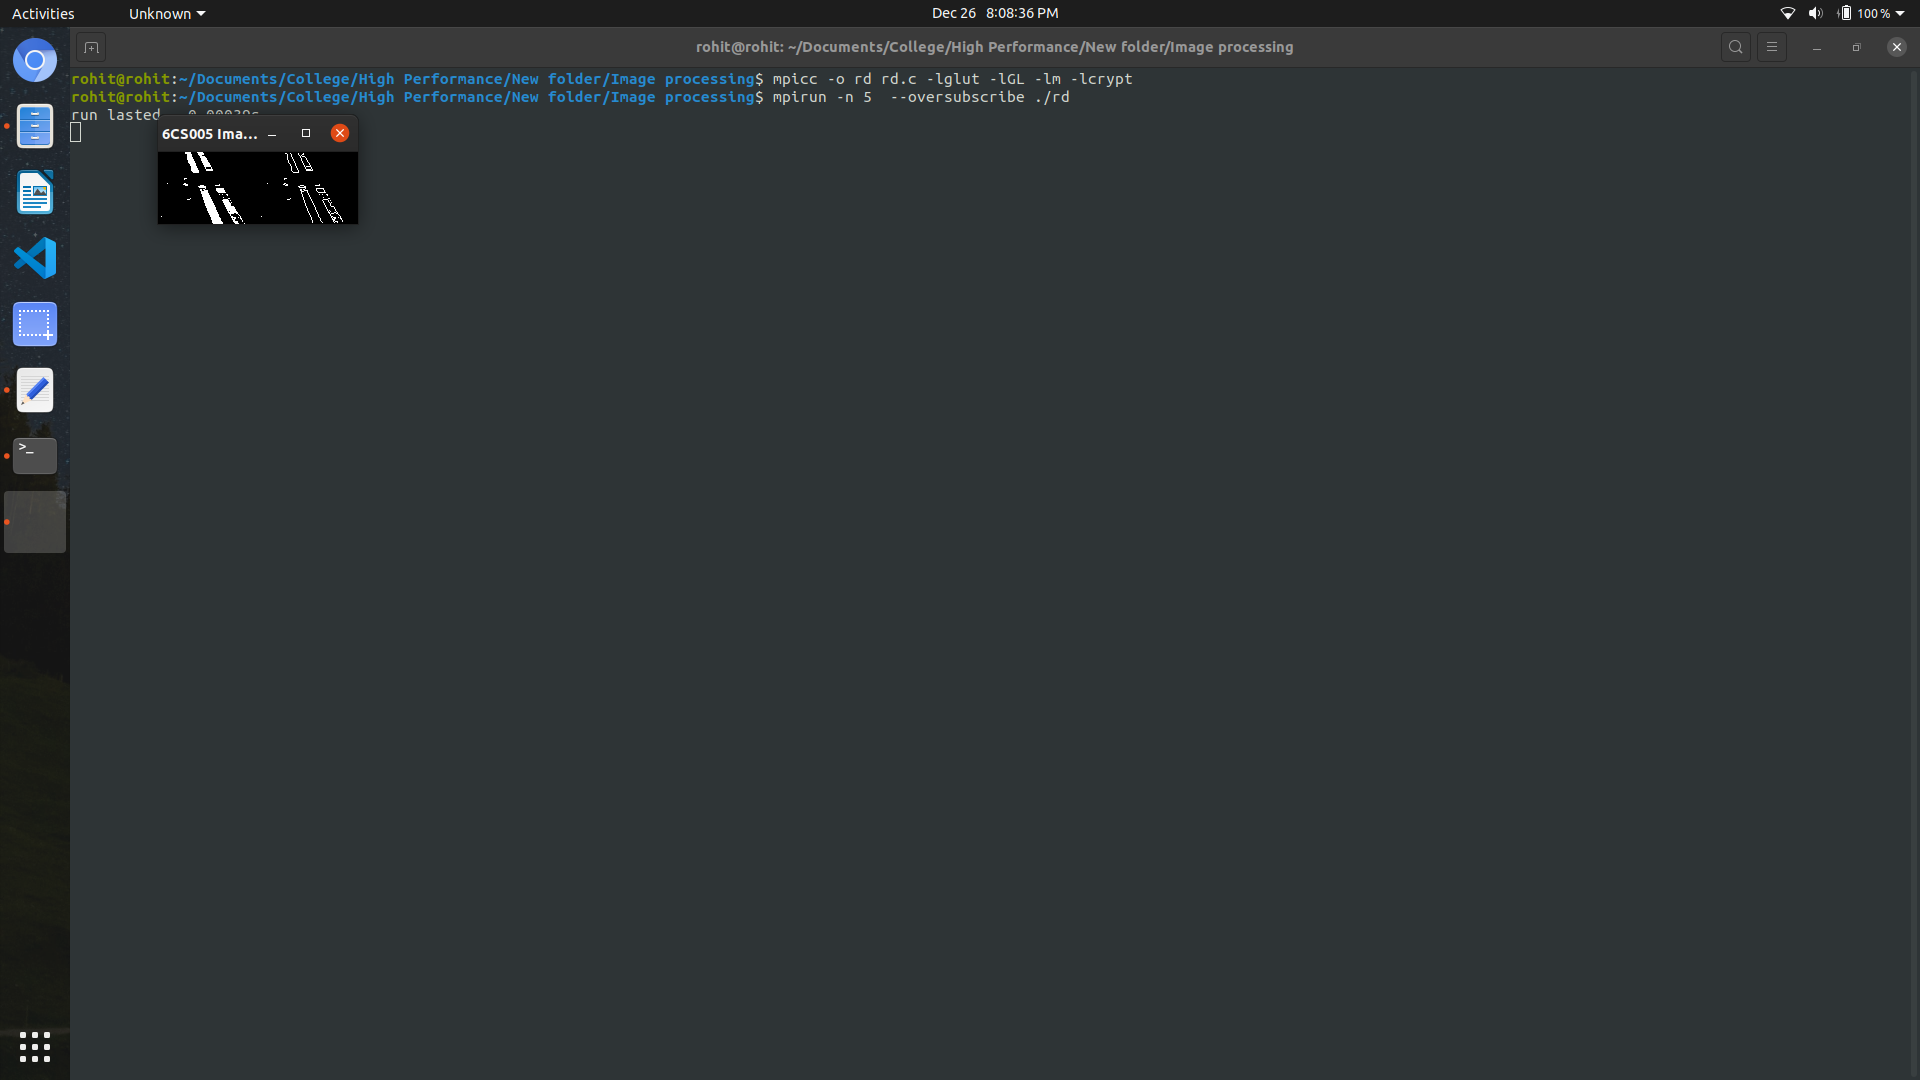 Activities
Unknown
Dec 26 8:08:36 PM
100 %
rohit@rohit: ~/Documents/College/High Performance/New folder/Image processing
rohit@rohit:~/Documents/College/High Performance/New folder/Image processing$ mpicc -o rd rd.c -lglut -lGL -lm -lcrypt
rohit@rohit:~/Documents/College/High Performance/New folder/Image processing$ mpirun -n 5  --oversubscribe ./rd
run lasted
6CS005 Ima...